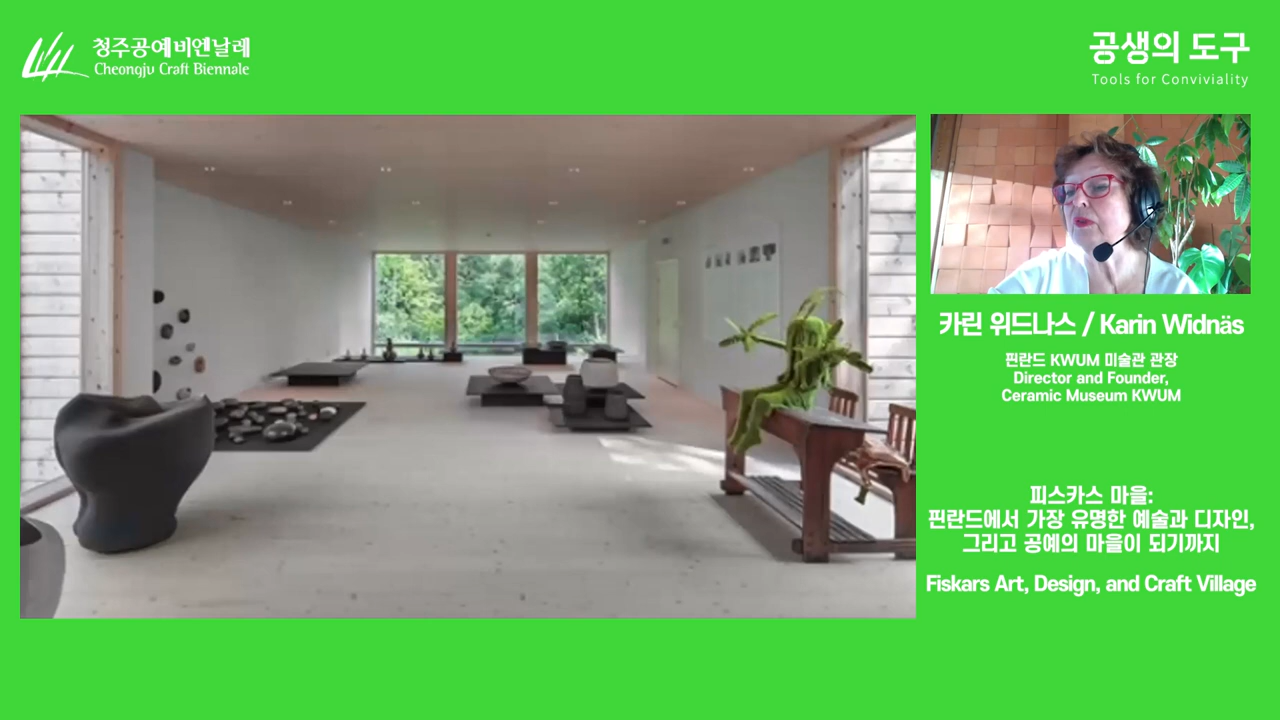 청주공예비엔날레
Cheongju Craft Biennale
공생의 도구
Tools for Conviviality
카린 위드나스 / Karin Widnäs
핀란드 KWUM 미술관 관장
Director and Founder,
Ceramic Museum KWUM
피스카스 마을:
핀란드에서 가장 유명한 예술과 디자인,
그리고 공예의 마을이 되기까지
Fiskars Art, Design, and Craft Village